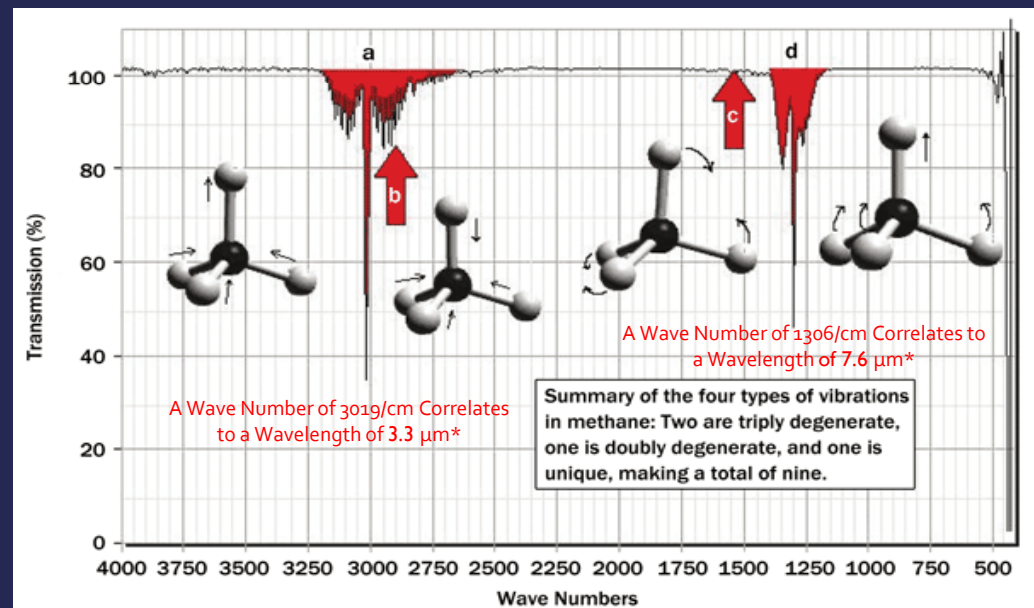 a
d
100
c
80
b
60
Transmission (%)
A Wave Number of 1306/cm Correlates to
a Wavelength of 7.6 µm*
40
A Wave Number of 3019/cm Correlates
to a Wavelength of 3.3 µm*
Summary of the four types of vibrations
in methane: Two are triply degenerate,
one is doubly degenerate, and one is
unique, making a total of nine.
20
0
4000 3750 3500 3250 3000 2750 2500 2250 2000 1750 1500 1250 1000 750 500
Wave Numbers